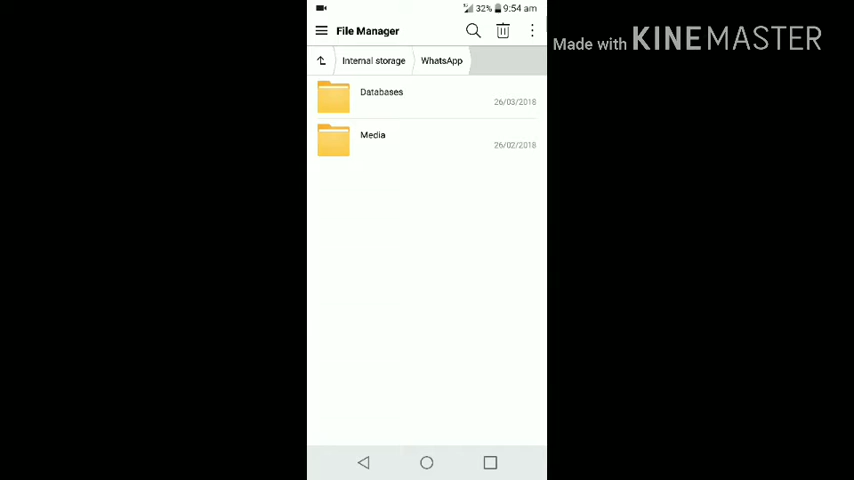 32% 9:54 am
File Manager
Made with KINEMASTER
Internal storage WhatsApp
Databases
26/03/2018
Media
26/02/2018